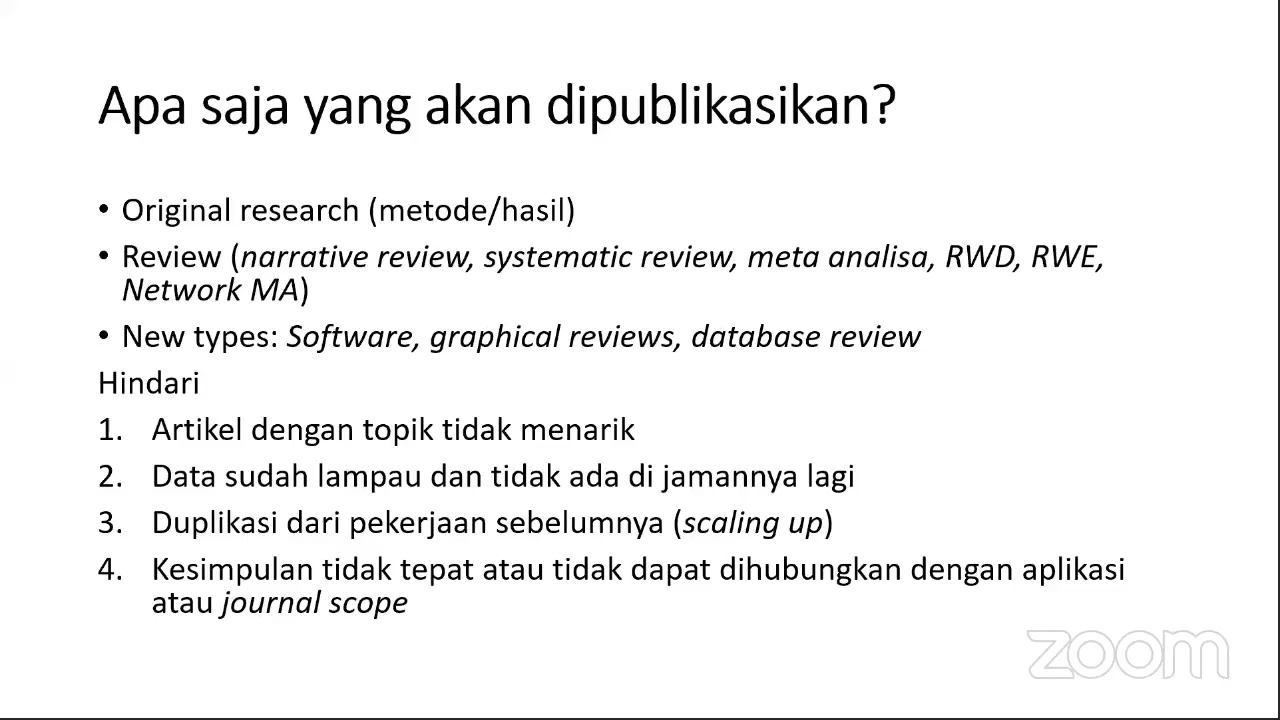 Apa saja yang akan dipublikasikan?
• Original research (metode/hasil)
• Review (narrative review, systematic review, meta analisa, RWD, RWE,
Network MA)
• New types: Software, graphical reviews, database review
Hindari
1. Artikel dengan topik tidak menarik
2. Data sudah lampau dan tidak ada di jamannya lagi
3. Duplikasi dari pekerjaan sebelumnya (scaling up)
4. Kesimpulan tidak tepat atau tidak dapat dihubungkan dengan aplikasi
atau journal scope
zoom